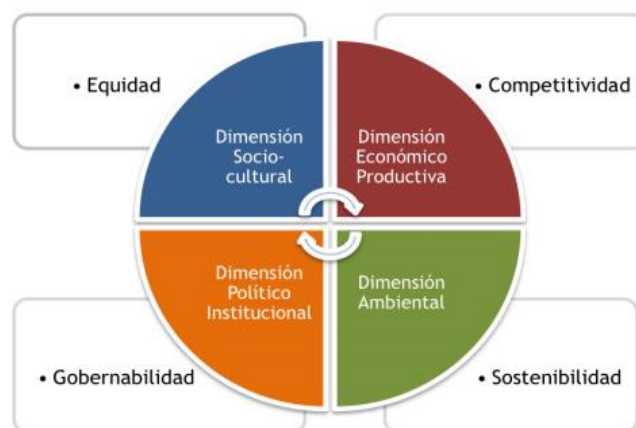 • Equidad
• Competitividad
Dimensión
Socio-
cultural
Dimensión
Económico
Productiva
Dimensión
Político
Institucional
Dimensión
Ambiental
• Gobernabilidad
• Sostenibilidad